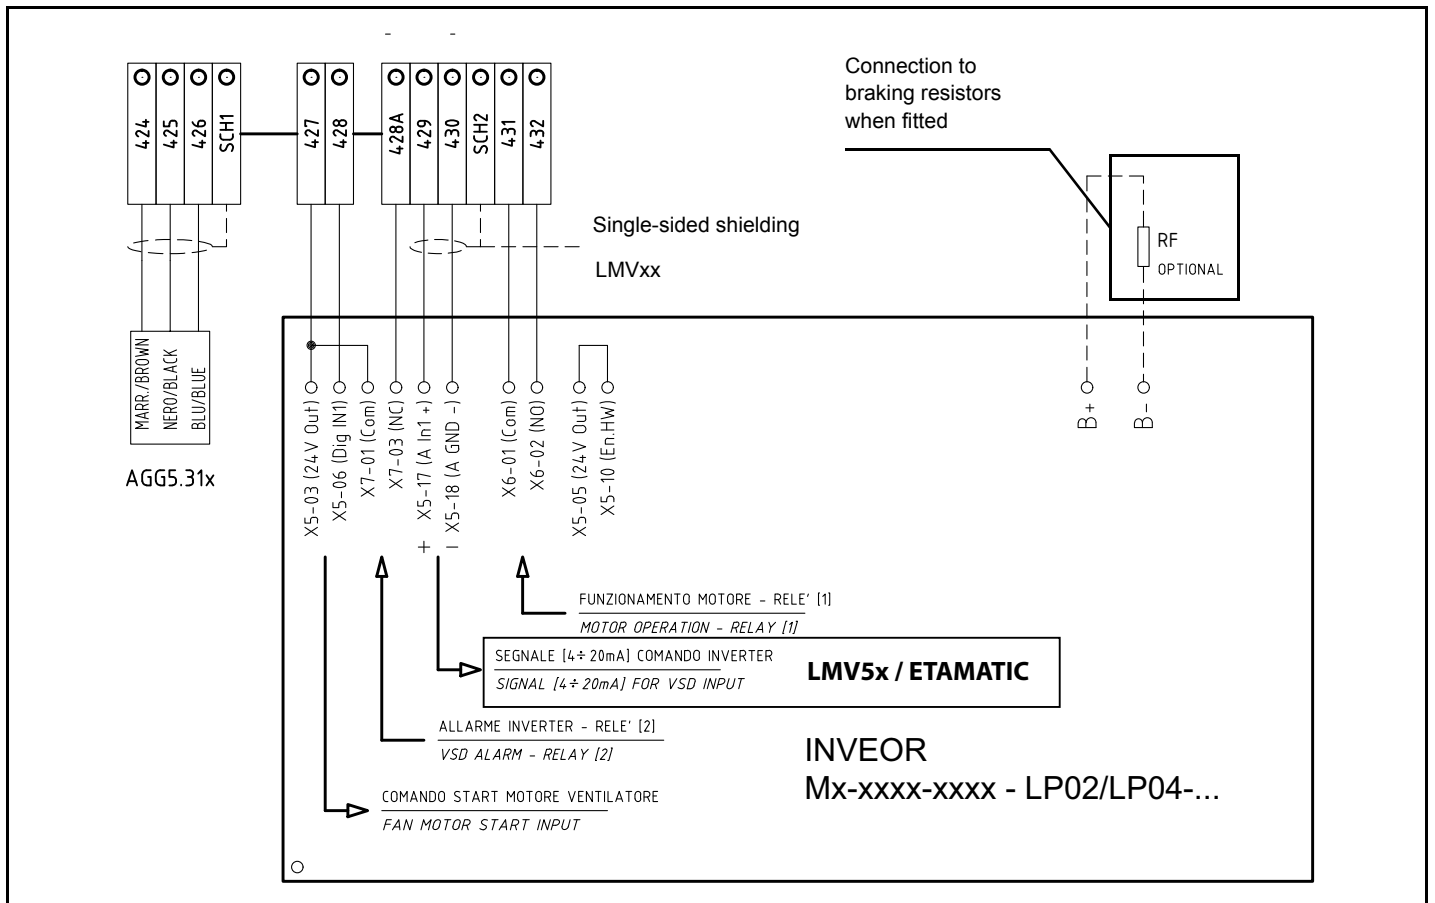 Connection to
braking resistors
when fitted
424
425
426
SCH1
427
428
428A
429
430
SCH2
431
432
Single-sided shielding
LMVxx
RF
OPTIONAL
MARR./BROWN
NERO/BLACK
BLU/BLUE
AGG5.31x
X5-03 (24V Out)
X5-06 (Dig IN1)
X7-01 (Com)
X7-03 (NC)
+ X5-17 (A In1 +)
- X5-18 (A GND -)
X6-01 (Com)
X6-02 (NO)
X5-05 (24V Out)
X5-10 (En.HW)
B+
B-
FUNZIONAMENTO MOTORE - RELE' [1]
MOTOR OPERATION - RELAY [1]
SEGNALE [4÷20mA] COMANDO INVERTER
SIGNAL [4÷20mA] FOR VSD INPUT
LMV5x / ETAMATIC
ALLARME INVERTER - RELE' [2]
VSD ALARM - RELAY [2]
INVEOR
Mx-xxxx-xxxx - LP02/LP04-...
COMANDO START MOTORE VENTILATORE
FAN MOTOR START INPUT